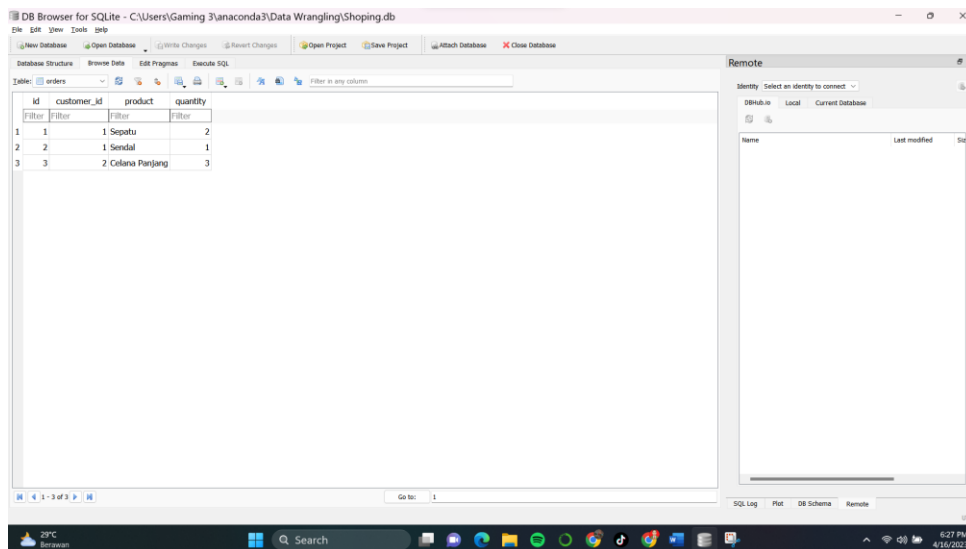 DB Browser for SQLite - C:\Users\Gaming 3\anaconda3\Data Wrangling\Shoping.db
File Edit View Tools Help
New Database Open Database Write Changes Revert Changes Open Project Save Project Attach Database Close Database
Database Structure Browse Data Edit Pragmas Execute SQL
Table: orders Filter in any column
id customer_id product quantity
Filter Filter Filter Filter
1 1 1 Sepatu 2
2 2 1 Sendal 1
3 3 2 Celana Panjang 3
1 - 3 of 3 Go to: 1
Remote
Identity Select an identity to connect
DBHub.io Local Current Database
Name Last modified
SQL Log Plot DB Schema Remote
29°C
Berawan
Search
6:27 PM